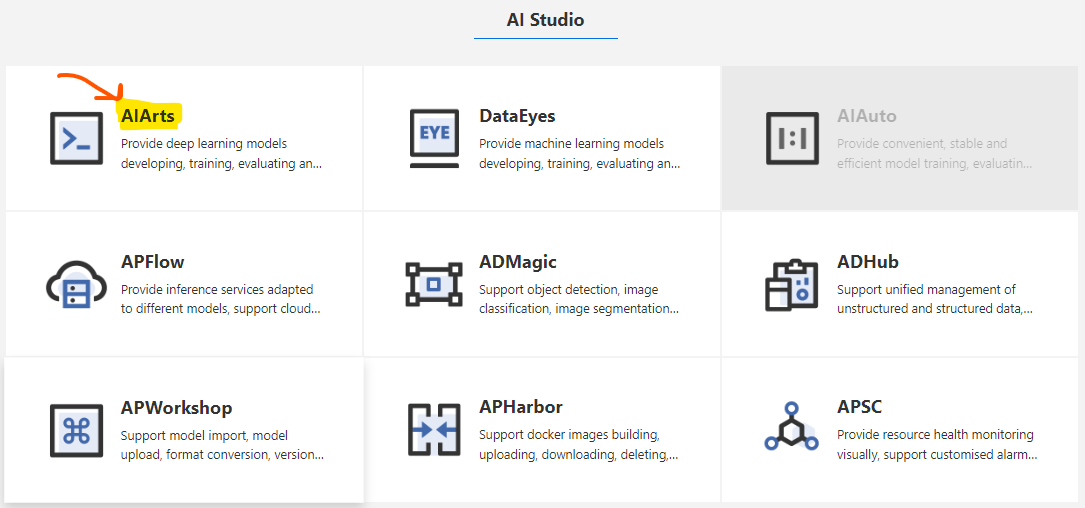 AI Studio
AIArts
Provide deep learning models
developing, training, evaluating an...
EYE
DataEyes
Provide machine learning models
developing, training, evaluating an...
AIAuto
Provide convenient, stable and
efficient model training, evaluatin...
APFlow
Provide inference services adapted
to different models, support cloud...
ADMagic
Support object detection, image
classification, image segmentation...
ADHub
Support unified management of
unstructured and structured data,...
APWorkshop
Support model import, model
upload, format conversion, version...
APHarbor
Support docker images building,
uploading, downloading, deleting,...
APSC
Provide resource health monitoring
visually, support customised alarm...